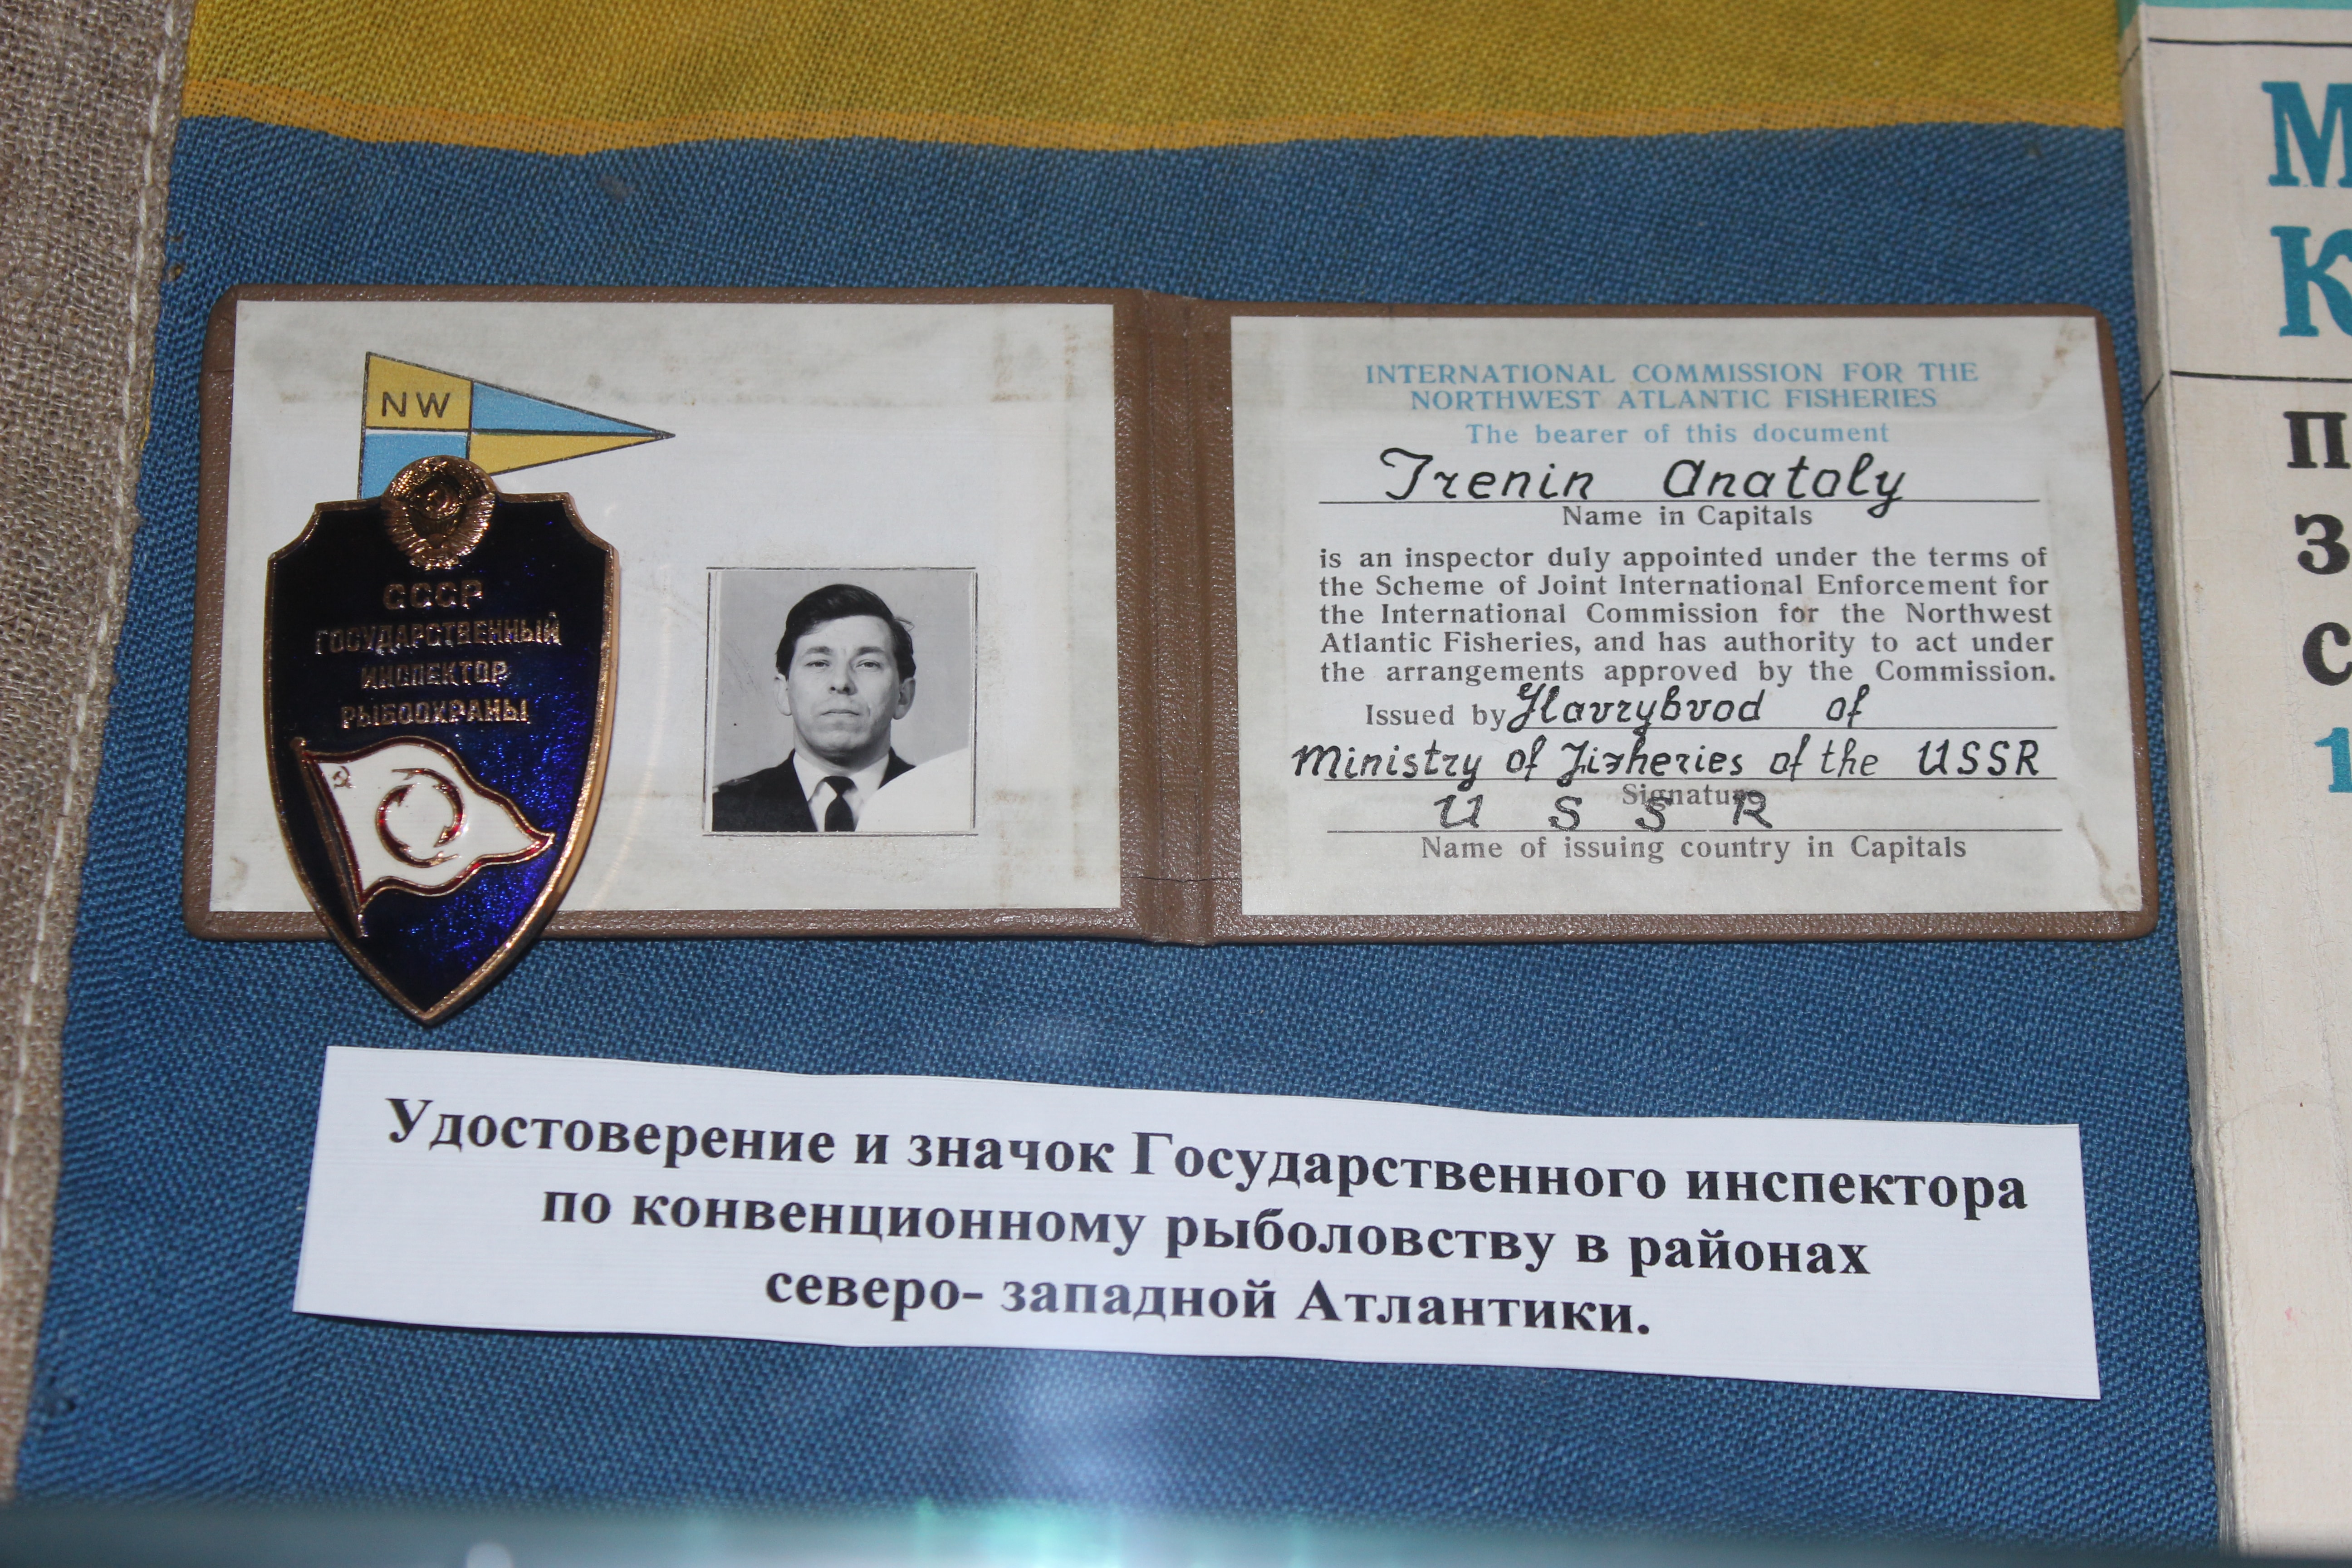 NW
СССР
ГОСУДАРСТВЕННЫЙ
ИНСПЕКТОР
РЫБООХРАНЫ
INTERNATIONAL COMMISSION FOR THE
NORTHWEST ATLANTIC FISHERIES
The bearer of this document
Trenin Anatoly
Name in Capitals
is an inspector duly appointed under the terms of
the Scheme of Joint International Enforcement for
the International Commission for the Northwest
Atlantic Fisheries, and has authority to act under
the arrangements approved by the Commission.
Issued by Glavrybvod of
Ministry of Fisheries of the USSR
Signature
U S S R
Name of issuing country in Capitals
Удостоверение и значок Государственного инспектора
по конвенционному рыболовству в районах
северо- западной Атлантики.